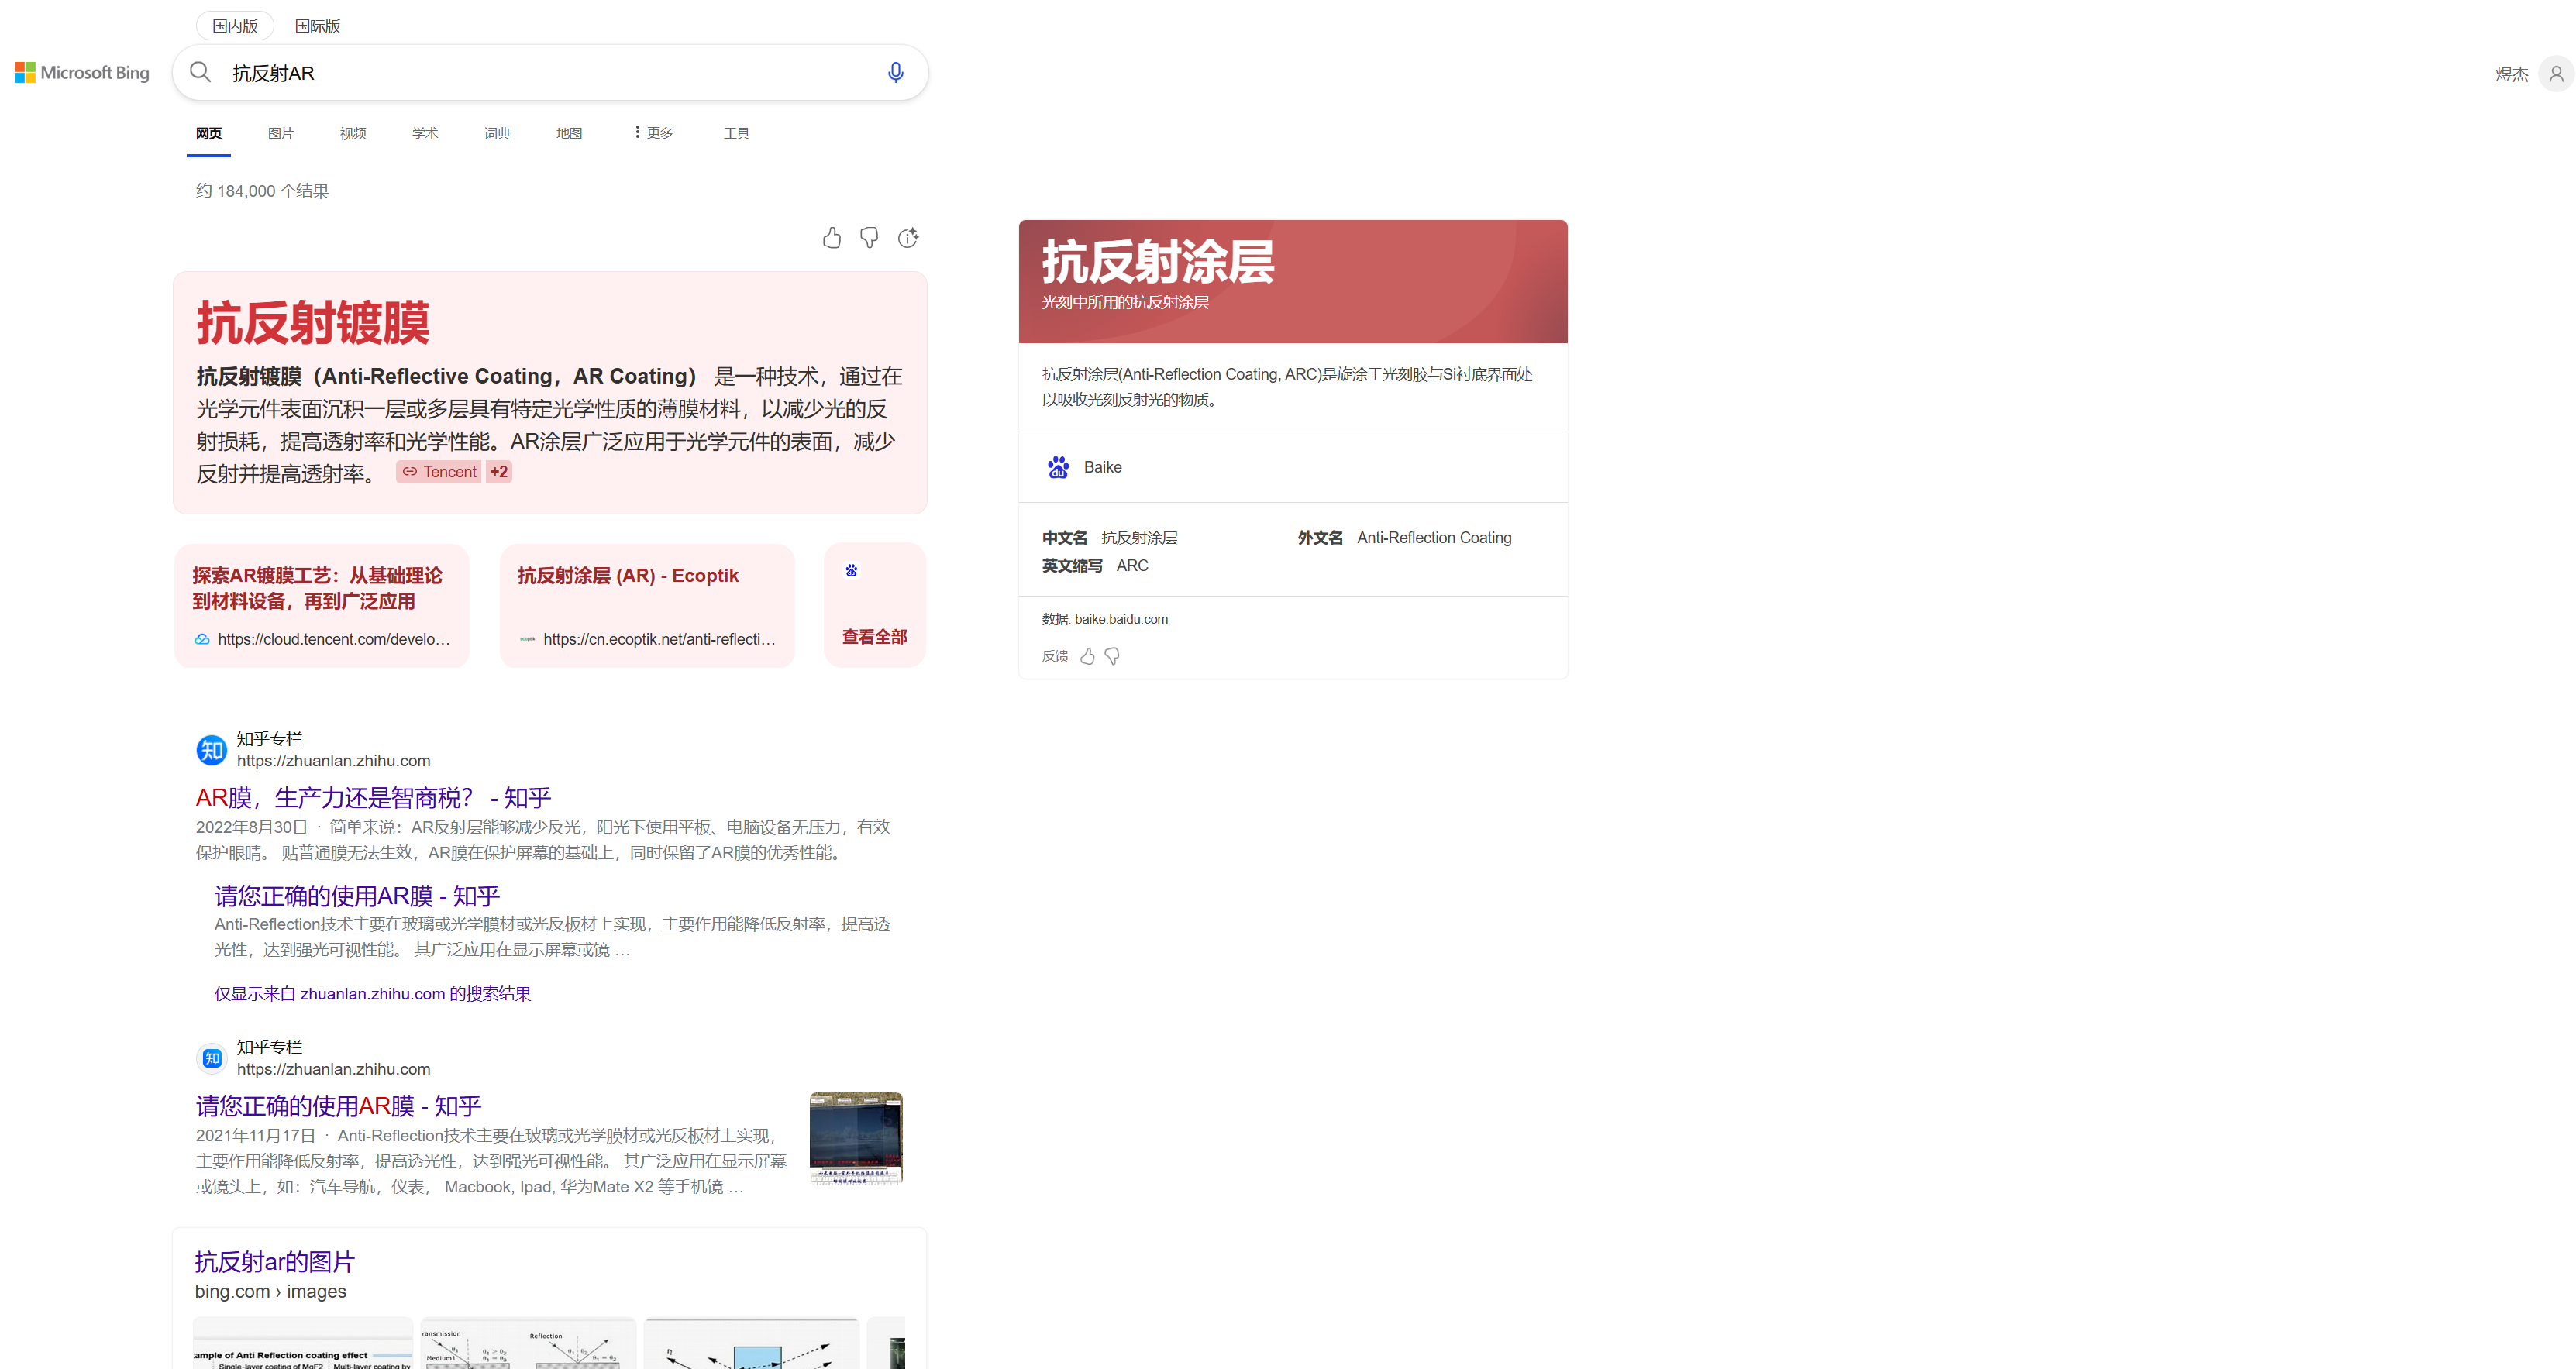 国内版 国际版
Microsoft Bing
抗反射AR
煜杰
网页 图片 视频 学术 词典 地图 更多 工具
约 184,000 个结果
抗反射镀膜
抗反射镀膜（Anti-Reflective Coating，AR Coating） 是一种技术，通过在
光学元件表面沉积一层或多层具有特定光学性质的薄膜材料，以减少光的反
射损耗，提高透射率和光学性能。AR涂层广泛应用于光学元件的表面，减少
反射并提高透射率。 Tencent +2
探索AR镀膜工艺：从基础理论
到材料设备，再到广泛应用
https://cloud.tencent.com/develo…
抗反射涂层 (AR) - Ecoptik
https://cn.ecoptik.net/anti-reflecti…
查看全部
知乎专栏
https://zhuanlan.zhihu.com
AR膜，生产力还是智商税？ - 知乎
2022年8月30日 · 简单来说：AR反射层能够减少反光，阳光下使用平板、电脑设备无压力，有效
保护眼睛。 贴普通膜无法生效，AR膜在保护屏幕的基础上，同时保留了AR膜的优秀性能。
请您正确的使用AR膜 - 知乎
Anti-Reflection技术主要在玻璃或光学膜材或光反板材上实现，主要作用能降低反射率，提高透
光性，达到强光可视性能。 其广泛应用在显示屏幕或镜 …
仅显示来自 zhuanlan.zhihu.com 的搜索结果
知乎专栏
https://zhuanlan.zhihu.com
请您正确的使用AR膜 - 知乎
2021年11月17日 · Anti-Reflection技术主要在玻璃或光学膜材或光反板材上实现，
主要作用能降低反射率，提高透光性，达到强光可视性能。 其广泛应用在显示屏幕
或镜头上，如：汽车导航，仪表， Macbook, Ipad, 华为Mate X2 等手机镜 …
抗反射ar的图片
bing.com › images
ample of Anti Reflection coating effect
Single-layer coating of MgF2 Multi-layer coating by
ransmission
Medium1
Reflection
抗反射涂层
光刻中所用的抗反射涂层
抗反射涂层(Anti-Reflection Coating, ARC)是旋涂于光刻胶与Si衬底界面处
以吸收光刻反射光的物质。
Baike
中文名 抗反射涂层 外文名 Anti-Reflection Coating
英文缩写 ARC
数据: baike.baidu.com
反馈